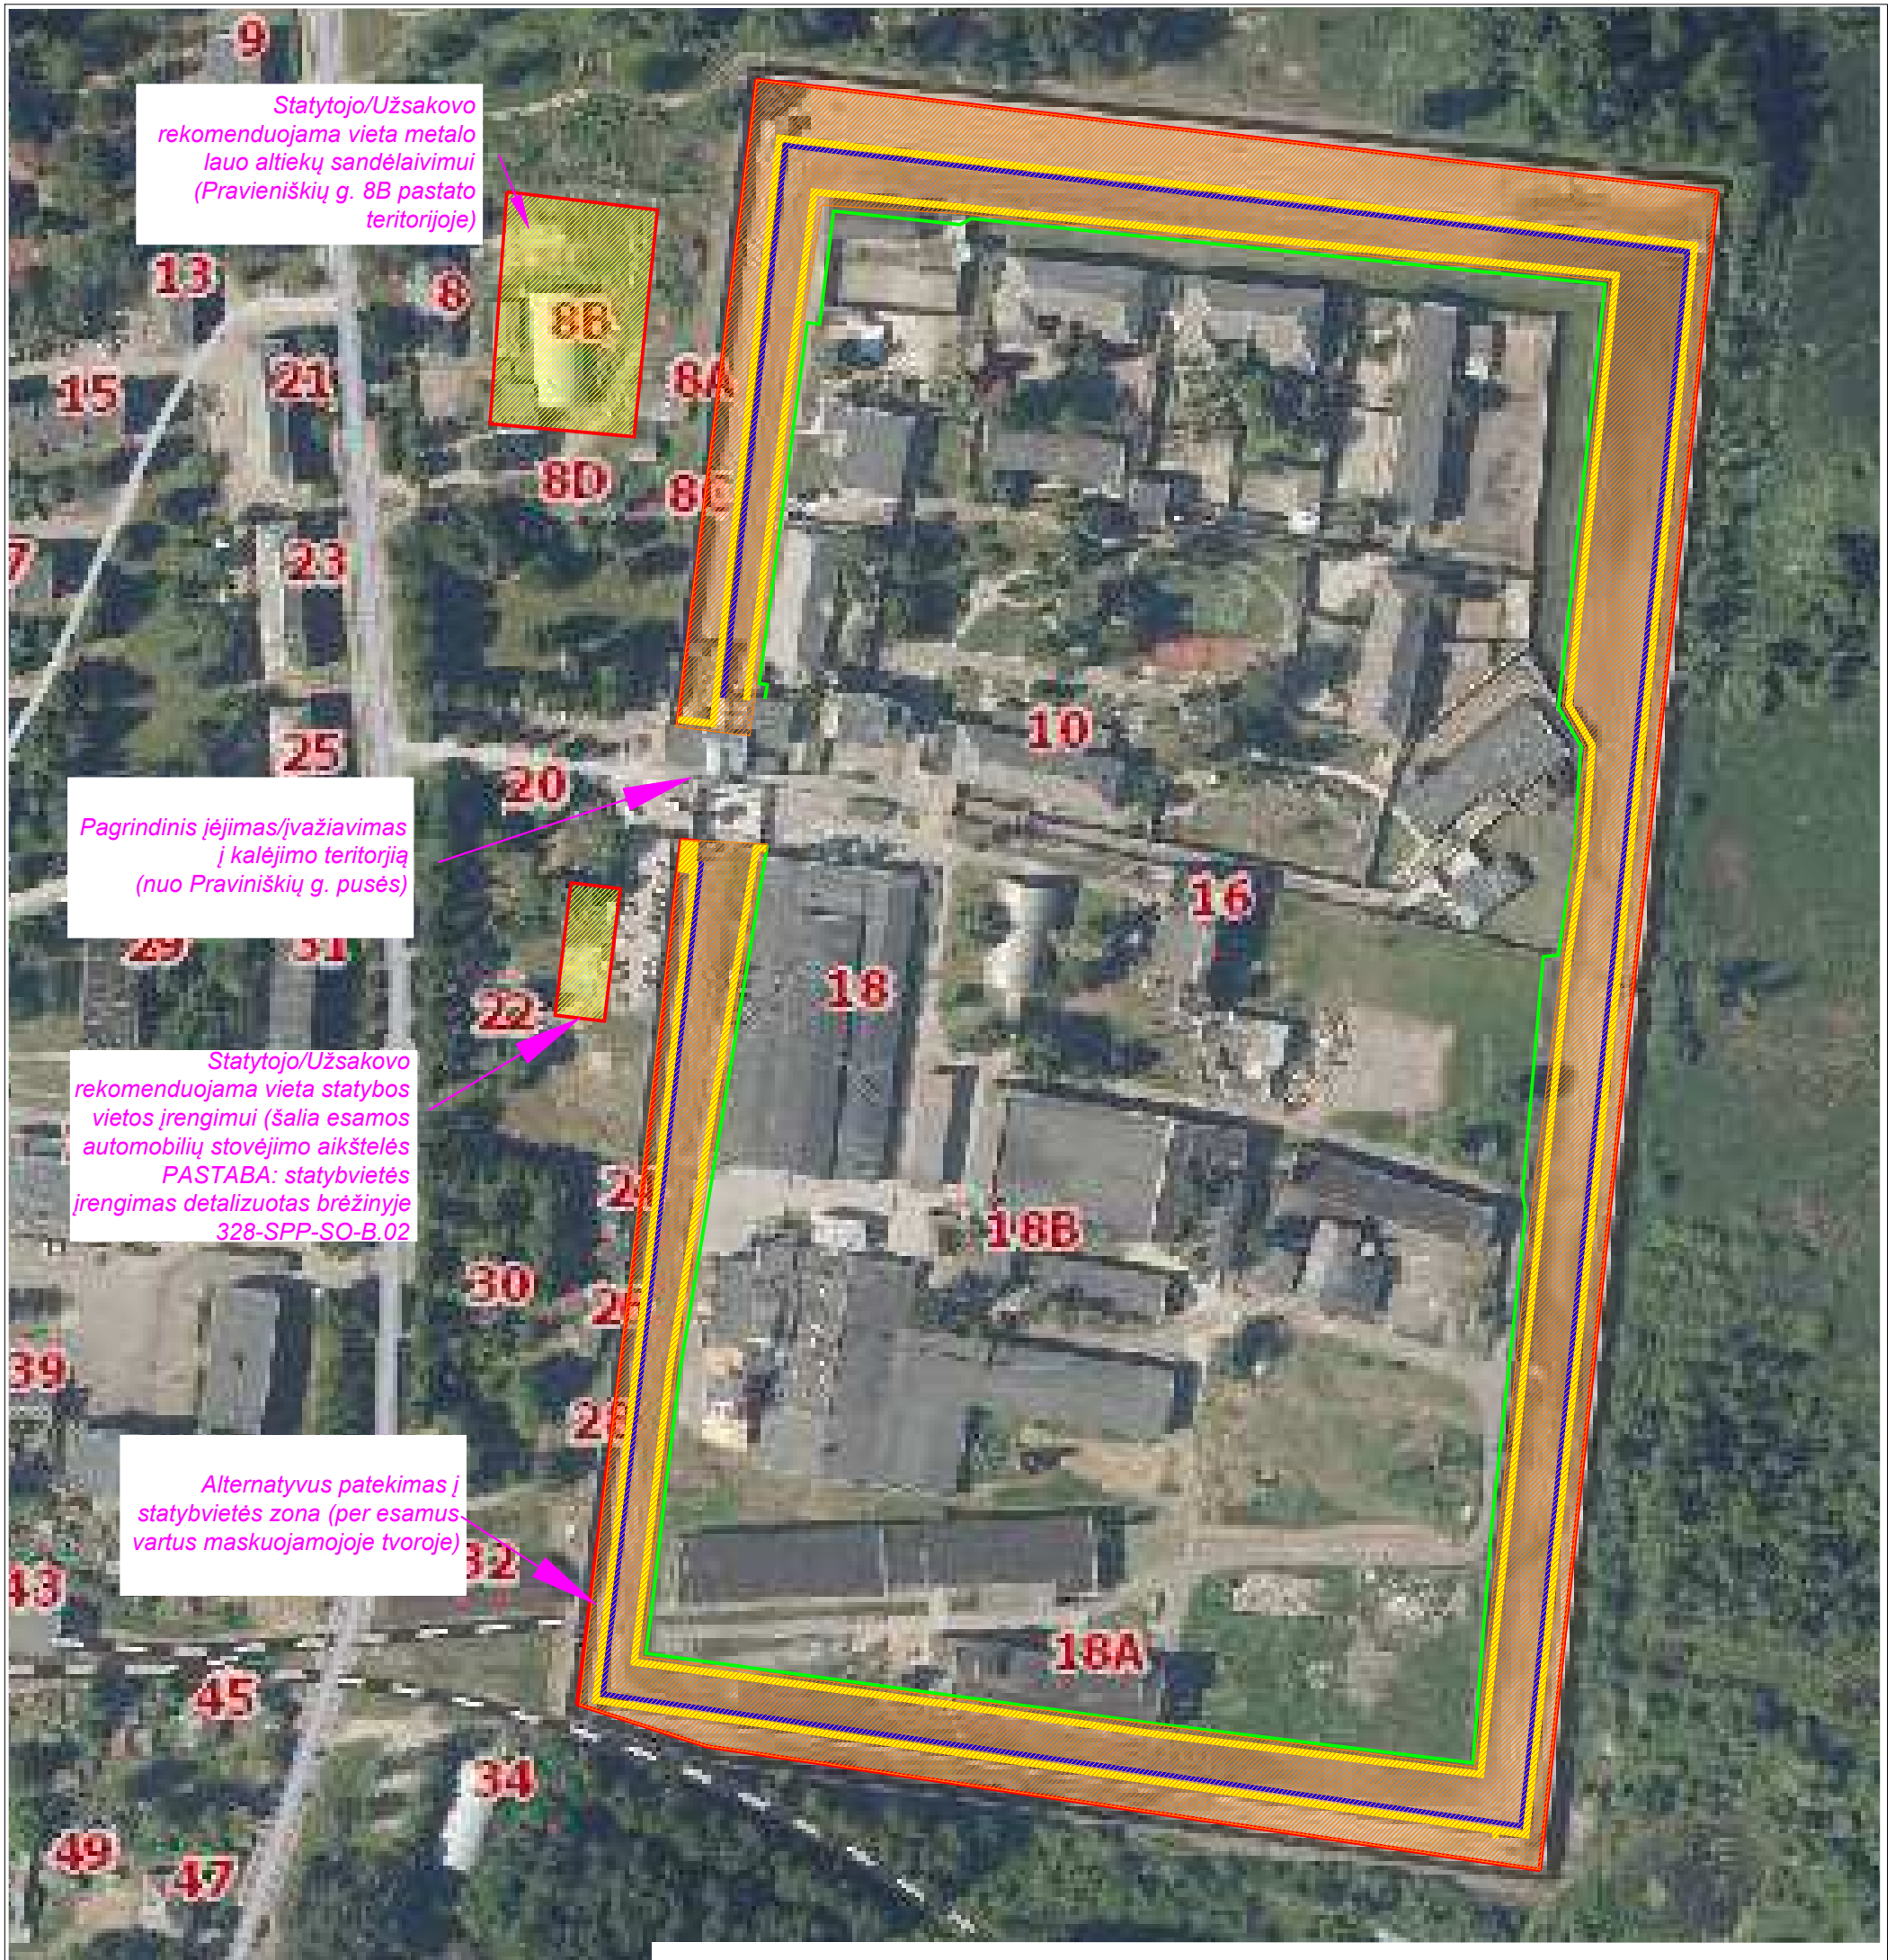 9
Statytojo/Užsakovo
rekomenduojama vieta metalo
lauo altiekų sandėlaivimui
(Pravieniškių g. 8B pastato
teritorijoje)
13
8
8B
15
21
8A
8D
7
23
25
10
20
Pagrindinis įėjimas/įvažiavimas
į kalėjimo teritorjią
(nuo Praviniškių g. pusės)
16
29
31
18
22
Statytojo/Užsakovo
rekomenduojama vieta statybos
vietos įrengimui (šalia esamos
automobilių stovėjimo aikštelės
PASTABA: statybvietės
įrengimas detalizuotas brėžinyje
328-SPP-SO-B.02
18B
30
39
Alternatyvus patekimas į
statybvietės zona (per esamus
vartus maskuojamojoje tvoroje)
32
43
18A
45
34
49
47